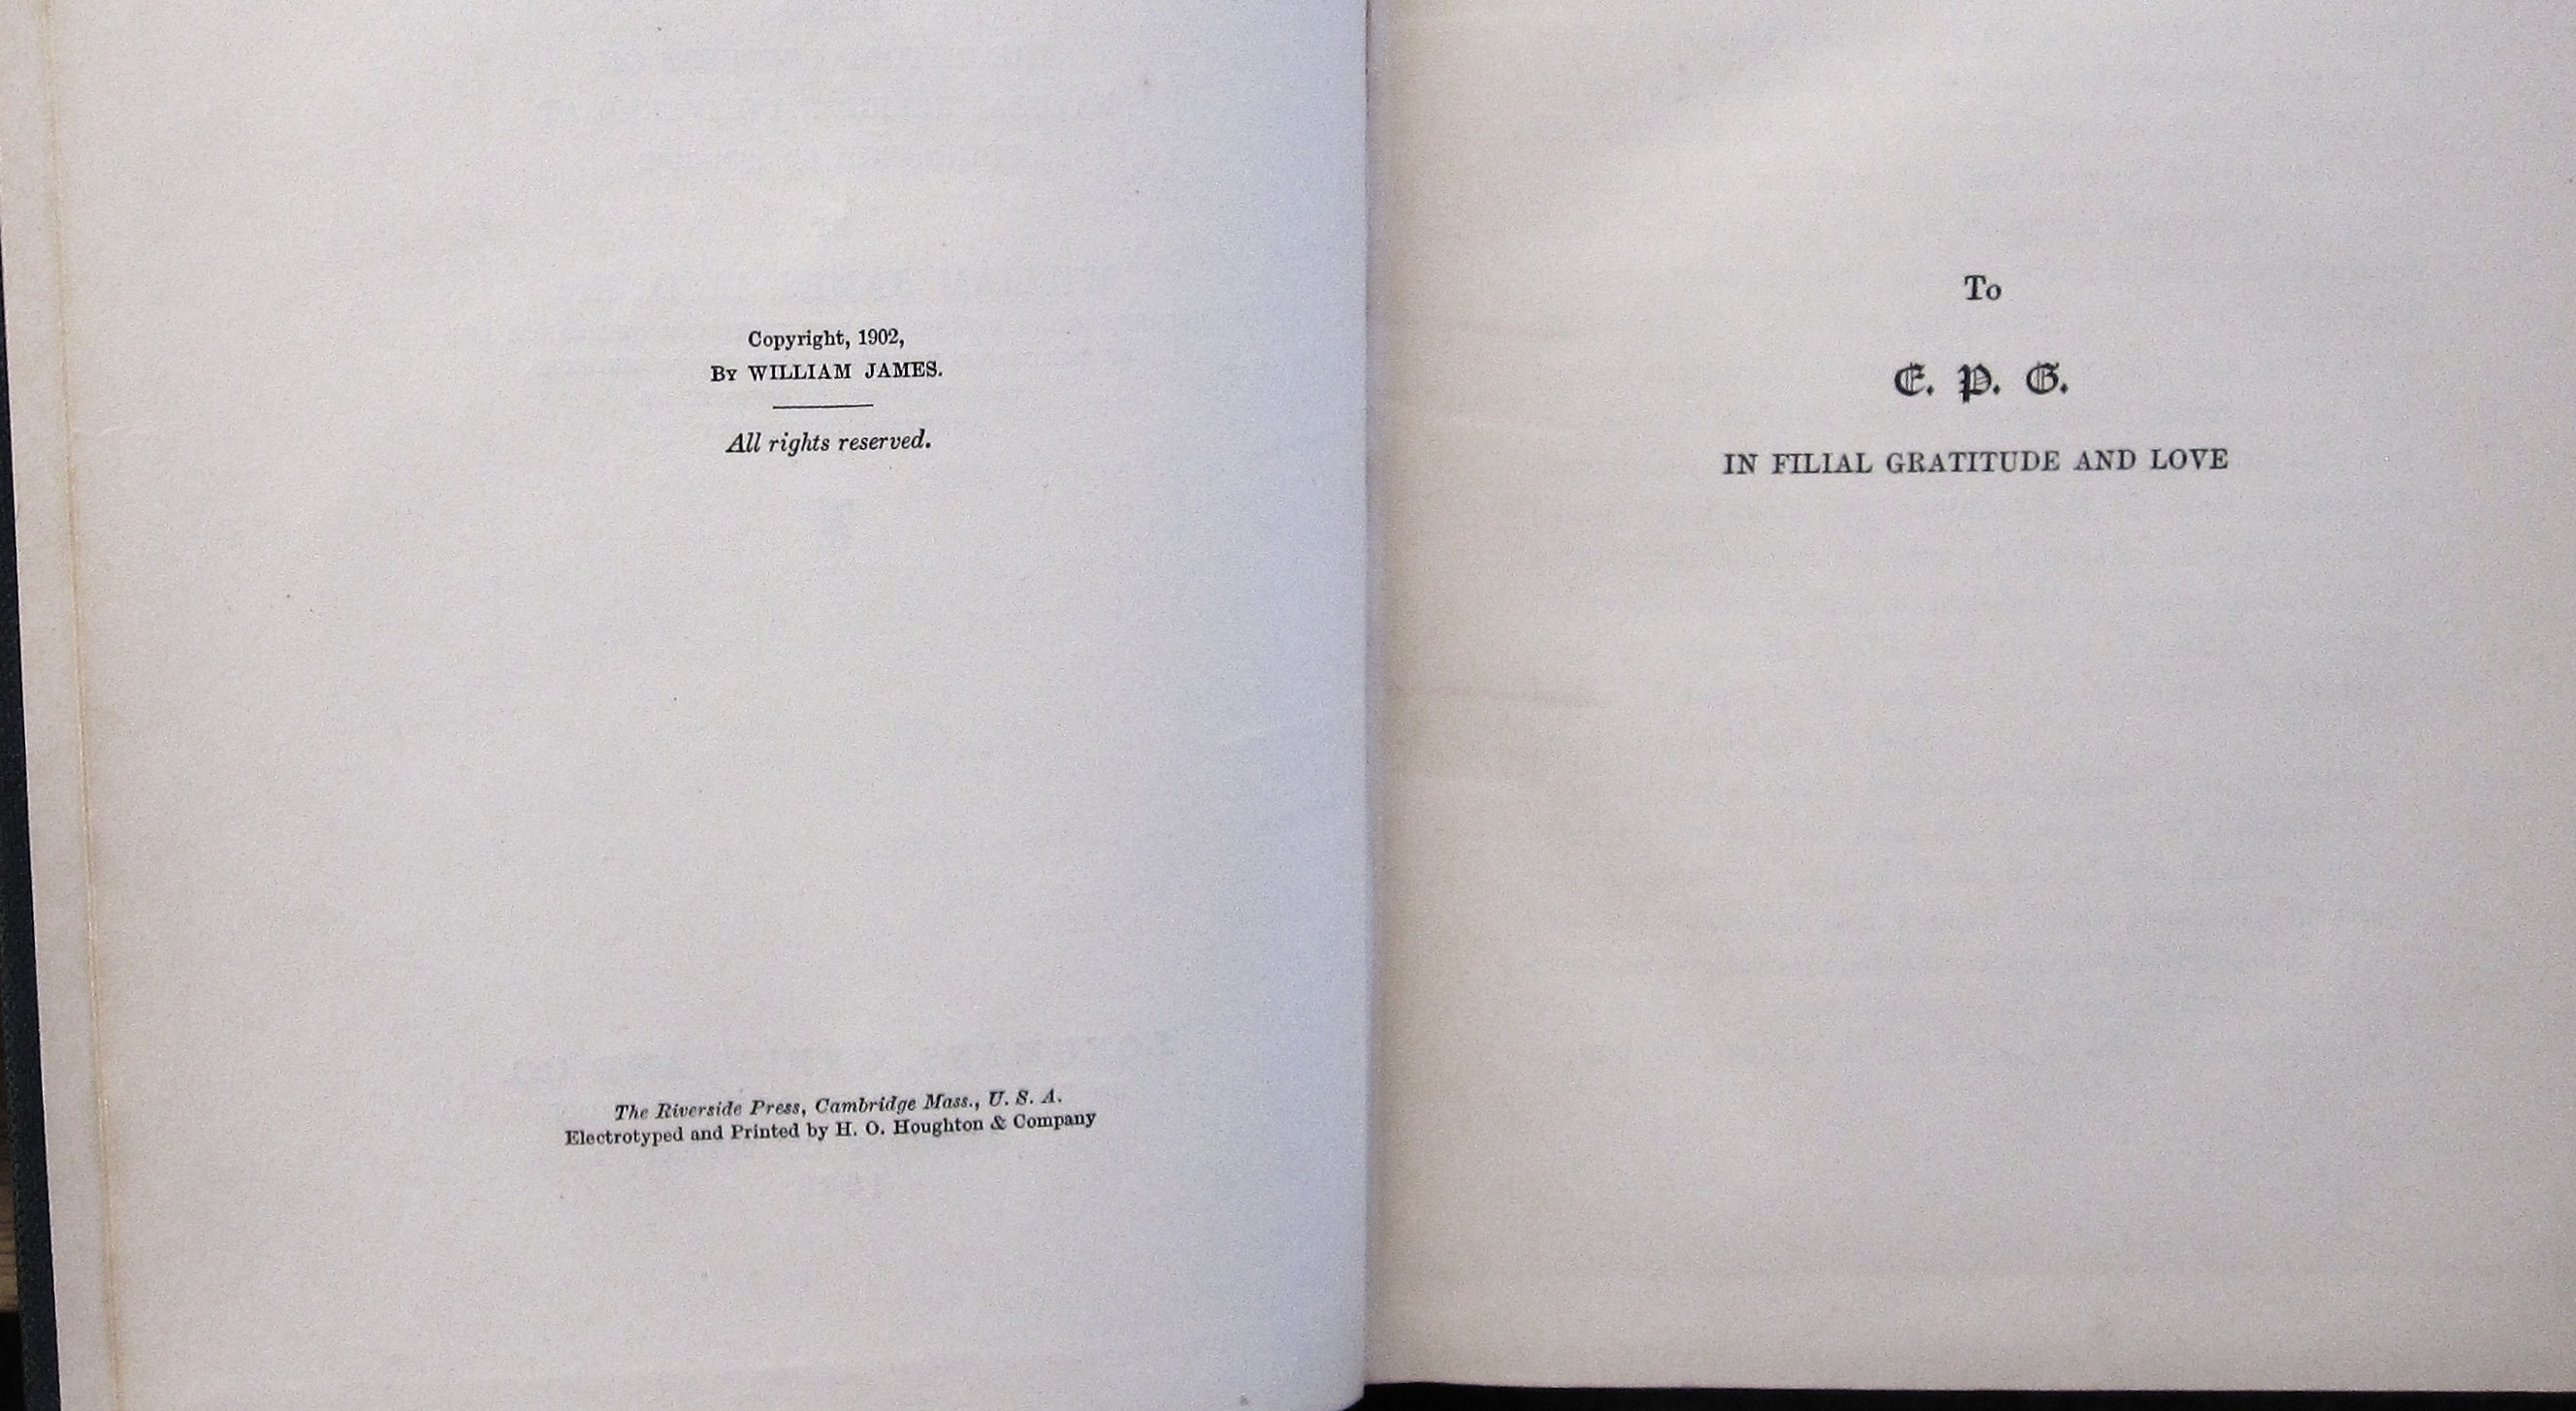 Copyright, 1902,
By WILLIAM JAMES.
All rights reserved.
The Riverside Press, Cambridge Mass., U. S. A.
Electrotyped and Printed by H. O. Houghton & Company
To
E. P. G.
IN FILIAL GRATITUDE AND LOVE